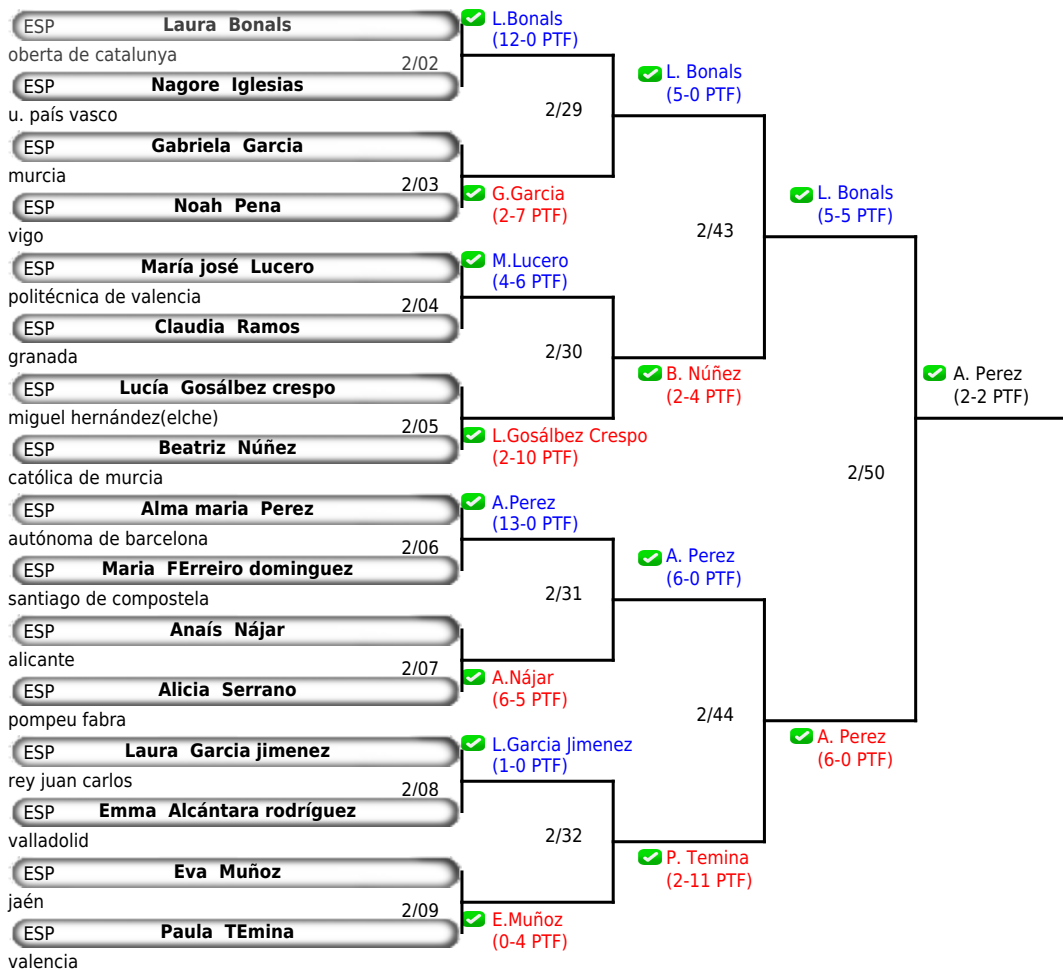 ESP Laura Bonals
oberta de catalunya
2/02
ESP Nagore Iglesias
u. país vasco
ESP Gabriela Garcia
murcia
2/03
ESP Noah Pena
vigo
ESP María josé Lucero
politécnica de valencia
2/04
ESP Claudia Ramos
granada
ESP Lucía Gosálbez crespo
miguel hernández(elche)
2/05
ESP Beatriz Núñez
católica de murcia
ESP Alma maria Perez
autónoma de barcelona
2/06
ESP Maria FErreiro dominguez
santiago de compostela
ESP Anaís Nájar
alicante
2/07
ESP Alicia Serrano
pompeu fabra
ESP Laura Garcia jimenez
rey juan carlos
2/08
ESP Emma Alcántara rodríguez
valladolid
ESP Eva Muñoz
jaén
2/09
ESP Paula TEmina
valencia
L.Bonals
(12-0 PTF)
2/29
G.Garcia
(2-7 PTF)
M.Lucero
(4-6 PTF)
2/30
L.Gosálbez Crespo
(2-10 PTF)
A.Perez
(13-0 PTF)
2/31
A.Nájar
(6-5 PTF)
L.Garcia Jimenez
(1-0 PTF)
2/32
E.Muñoz
(0-4 PTF)
L. Bonals
(5-0 PTF)
2/43
B. Núñez
(2-4 PTF)
A. Perez
(6-0 PTF)
2/44
P. Temina
(2-11 PTF)
L. Bonals
(5-5 PTF)
2/50
A. Perez
(6-0 PTF)
A. Perez
(2-2 PTF)